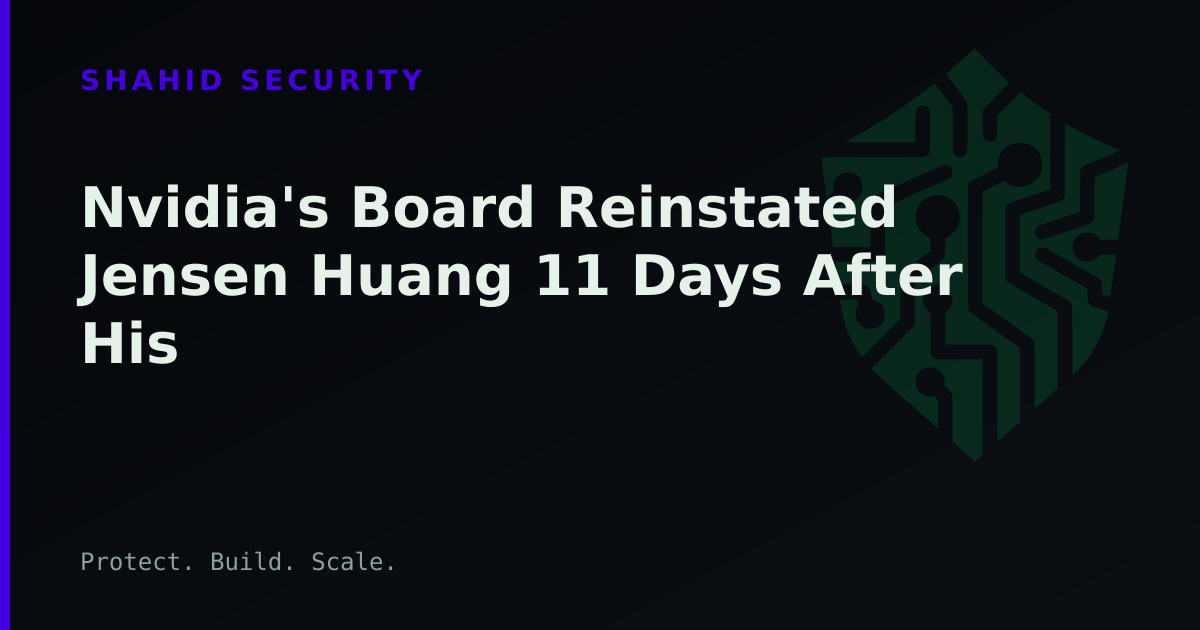 SHAHID SECURITY
Nvidia's Board Reinstated
Jensen Huang 11 Days After
His
Protect. Build. Scale.